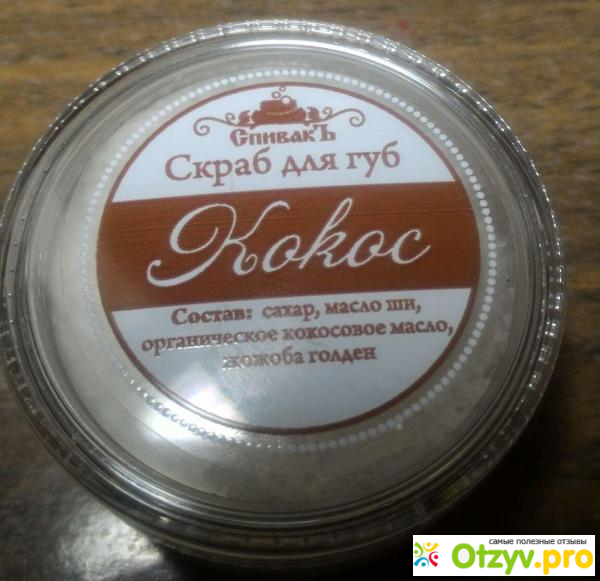 СпивакЪ
Скраб для губ
Кокос
Состав: сахар, масло ши,
органическое кокосовое масло,
жожоба голден
самые полезные отзывы
Otzyv.pro